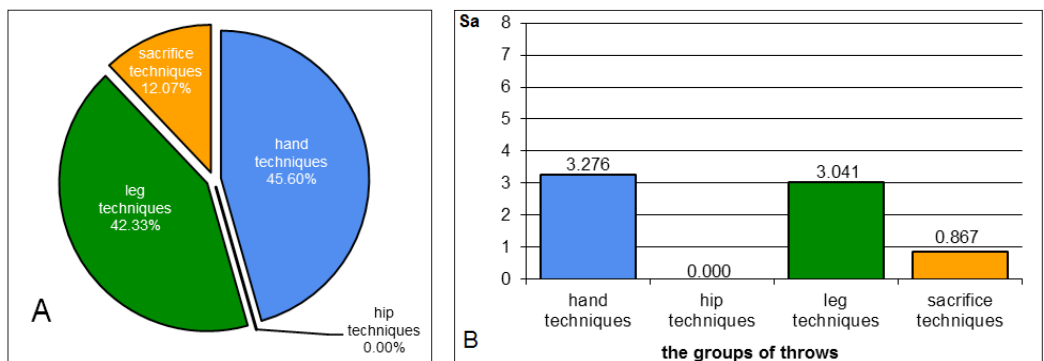 sacrifice
techniques
12.07%
hand
techniques
45.60%
leg
techniques
42.33%
hip
techniques
0.00%
A
Sa
8
7
6
5
4
3
2
1
0
3.276
0.000
3.041
0.867
hand
techniques
hip
techniques
leg
techniques
sacrifice
techniques
the groups of throws
B